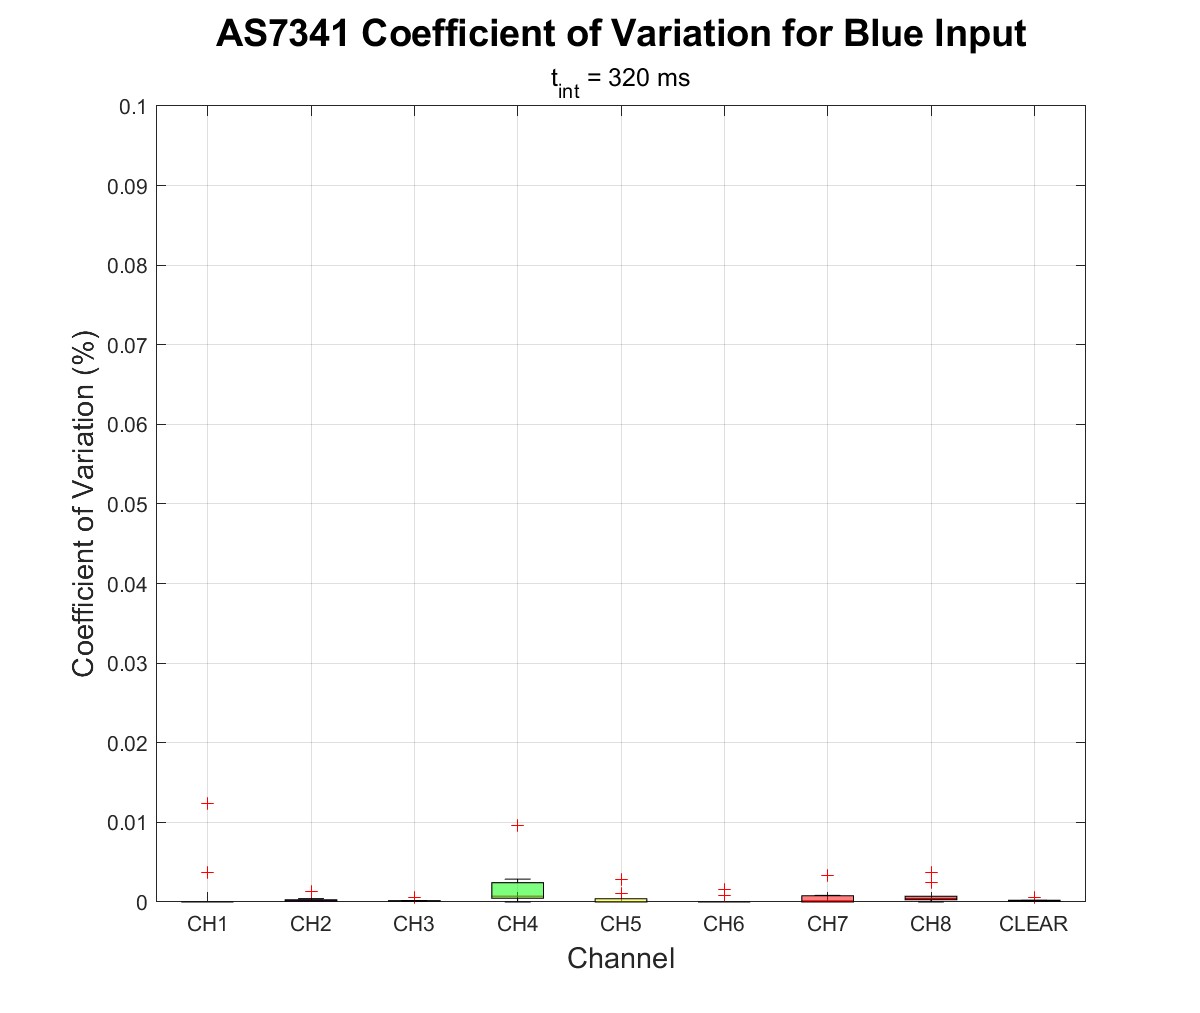 AS7341 Coefficient of Variation for Blue Input
t_int = 320 ms
0.1
0.09
0.08
0.07
0.06
0.05
0.04
0.03
0.02
0.01
0
Coefficient of Variation (%)
CH1 CH2 CH3 CH4 CH5 CH6 CH7 CH8 CLEAR
Channel